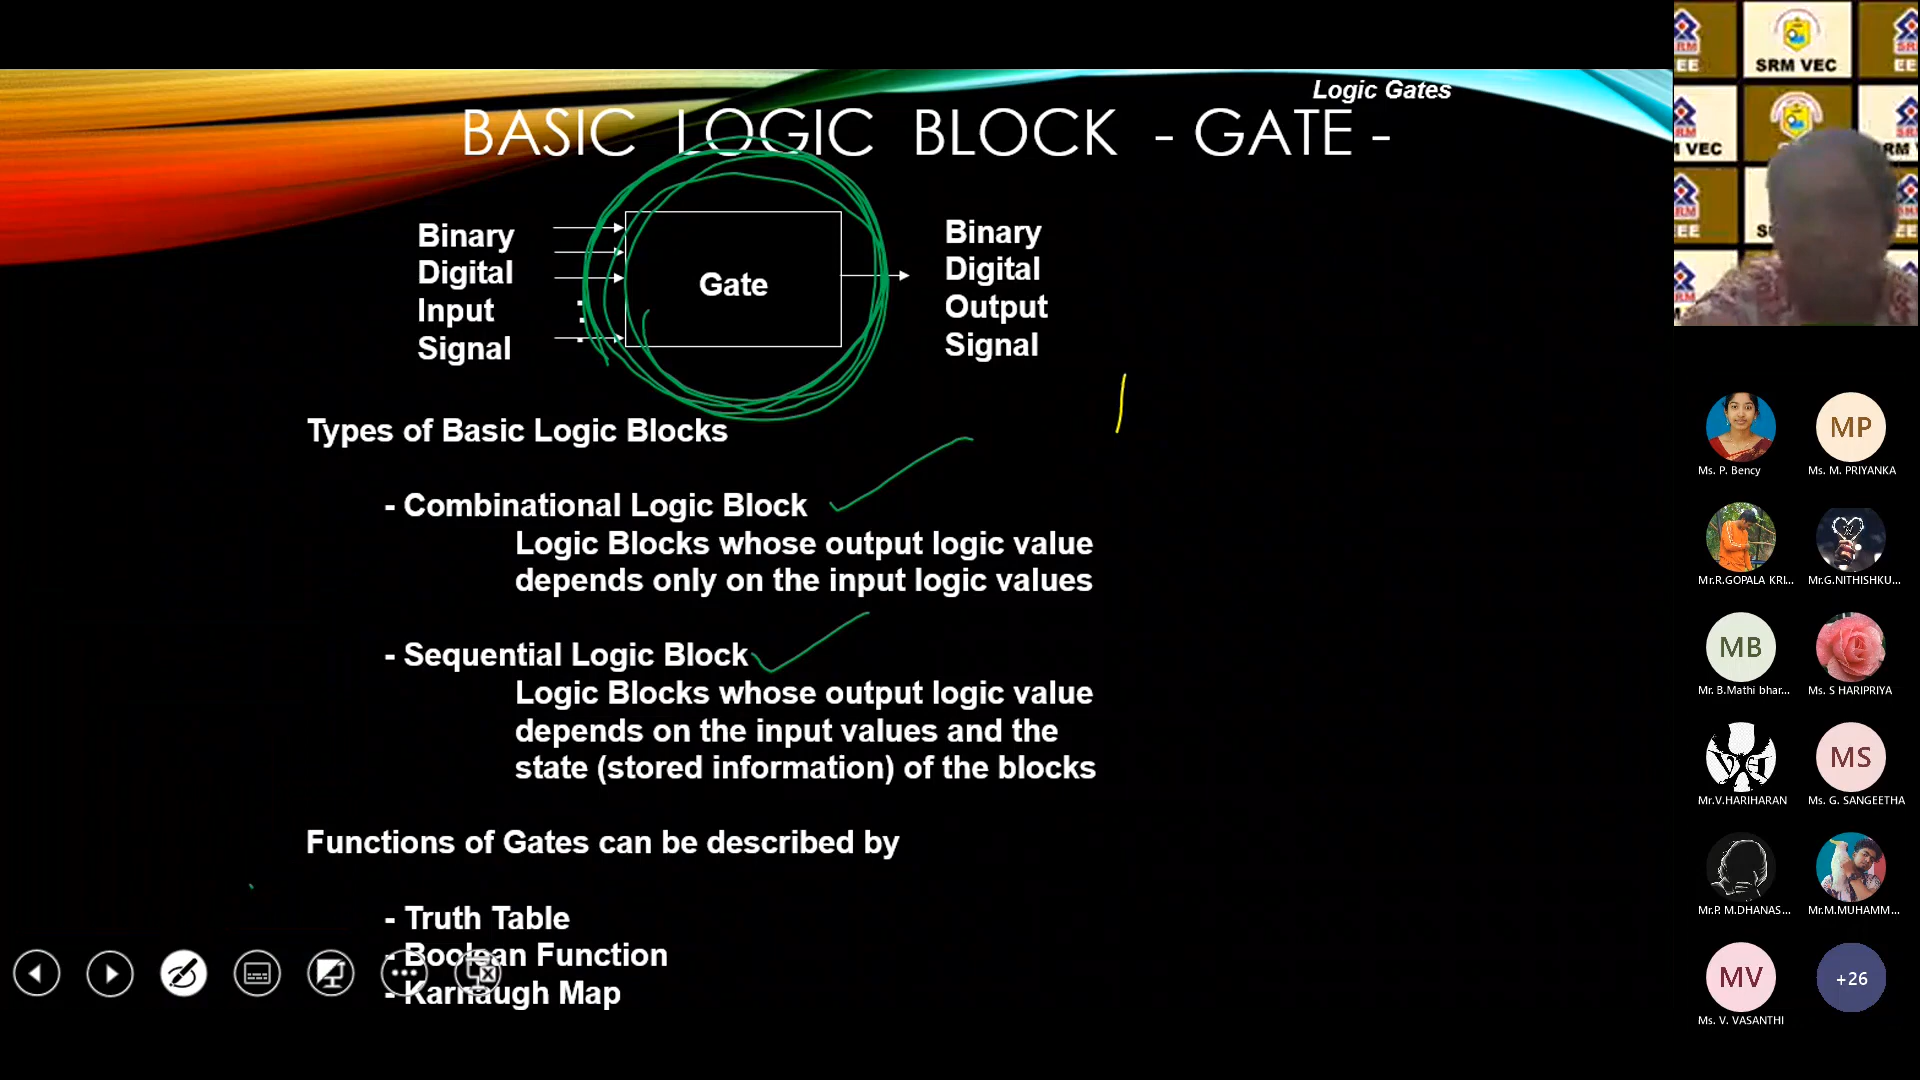 Logic Gates
BASIC LOGIC BLOCK - GATE -
Binary
Digital
Input
Signal
:
.
Gate
Binary
Digital
Output
Signal
Types of Basic Logic Blocks
- Combinational Logic Block
Logic Blocks whose output logic value
depends only on the input logic values
- Sequential Logic Block
Logic Blocks whose output logic value
depends on the input values and the
state (stored information) of the blocks
Functions of Gates can be described by
- Truth Table
- Boolean Function
- Karnaugh Map
SRM VEC
EEE
MP
Ms. P. Bency
Ms. M. PRIYANKA
Mr.R.GOPALA KRI...
Mr.G.NITHISHKU...
MB
Mr. B.Mathi bhar...
Ms. S HARIPRIYA
MS
Mr.V.HARIHARAN
Ms. G. SANGEETHA
Mr.P. M.DHANAS...
Mr.M.MUHAMM...
MV
+26
Ms. V. VASANTHI